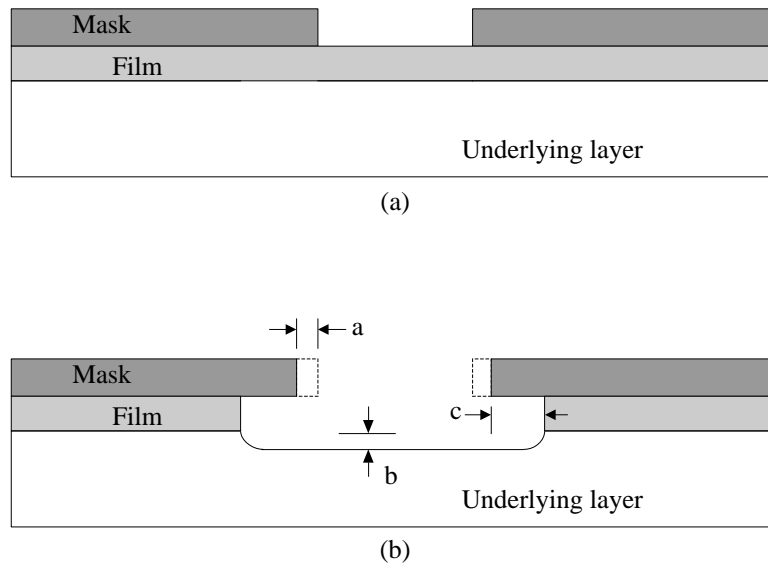 Mask
Film
Underlying layer
(a)
a
Mask
c
Film
b
Underlying layer
(b)